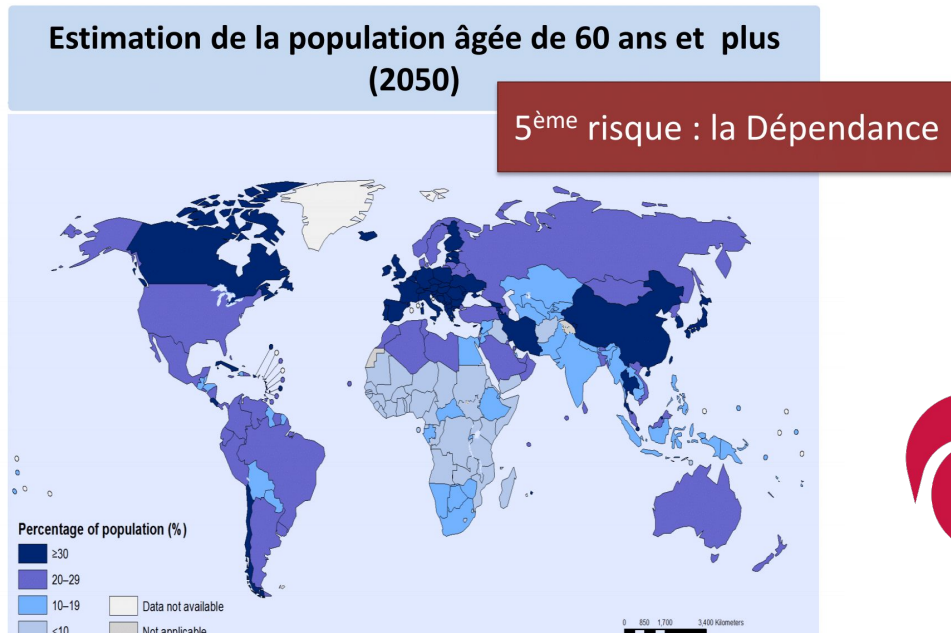 Estimation de la population âgée de 60 ans et plus
(2050)
5ème risque : la Dépendance
Percentage of population (%)
≥30
20–29
10–19
<10
Data not available
Not applicable
0 850 1,700 3,400 Kilometers